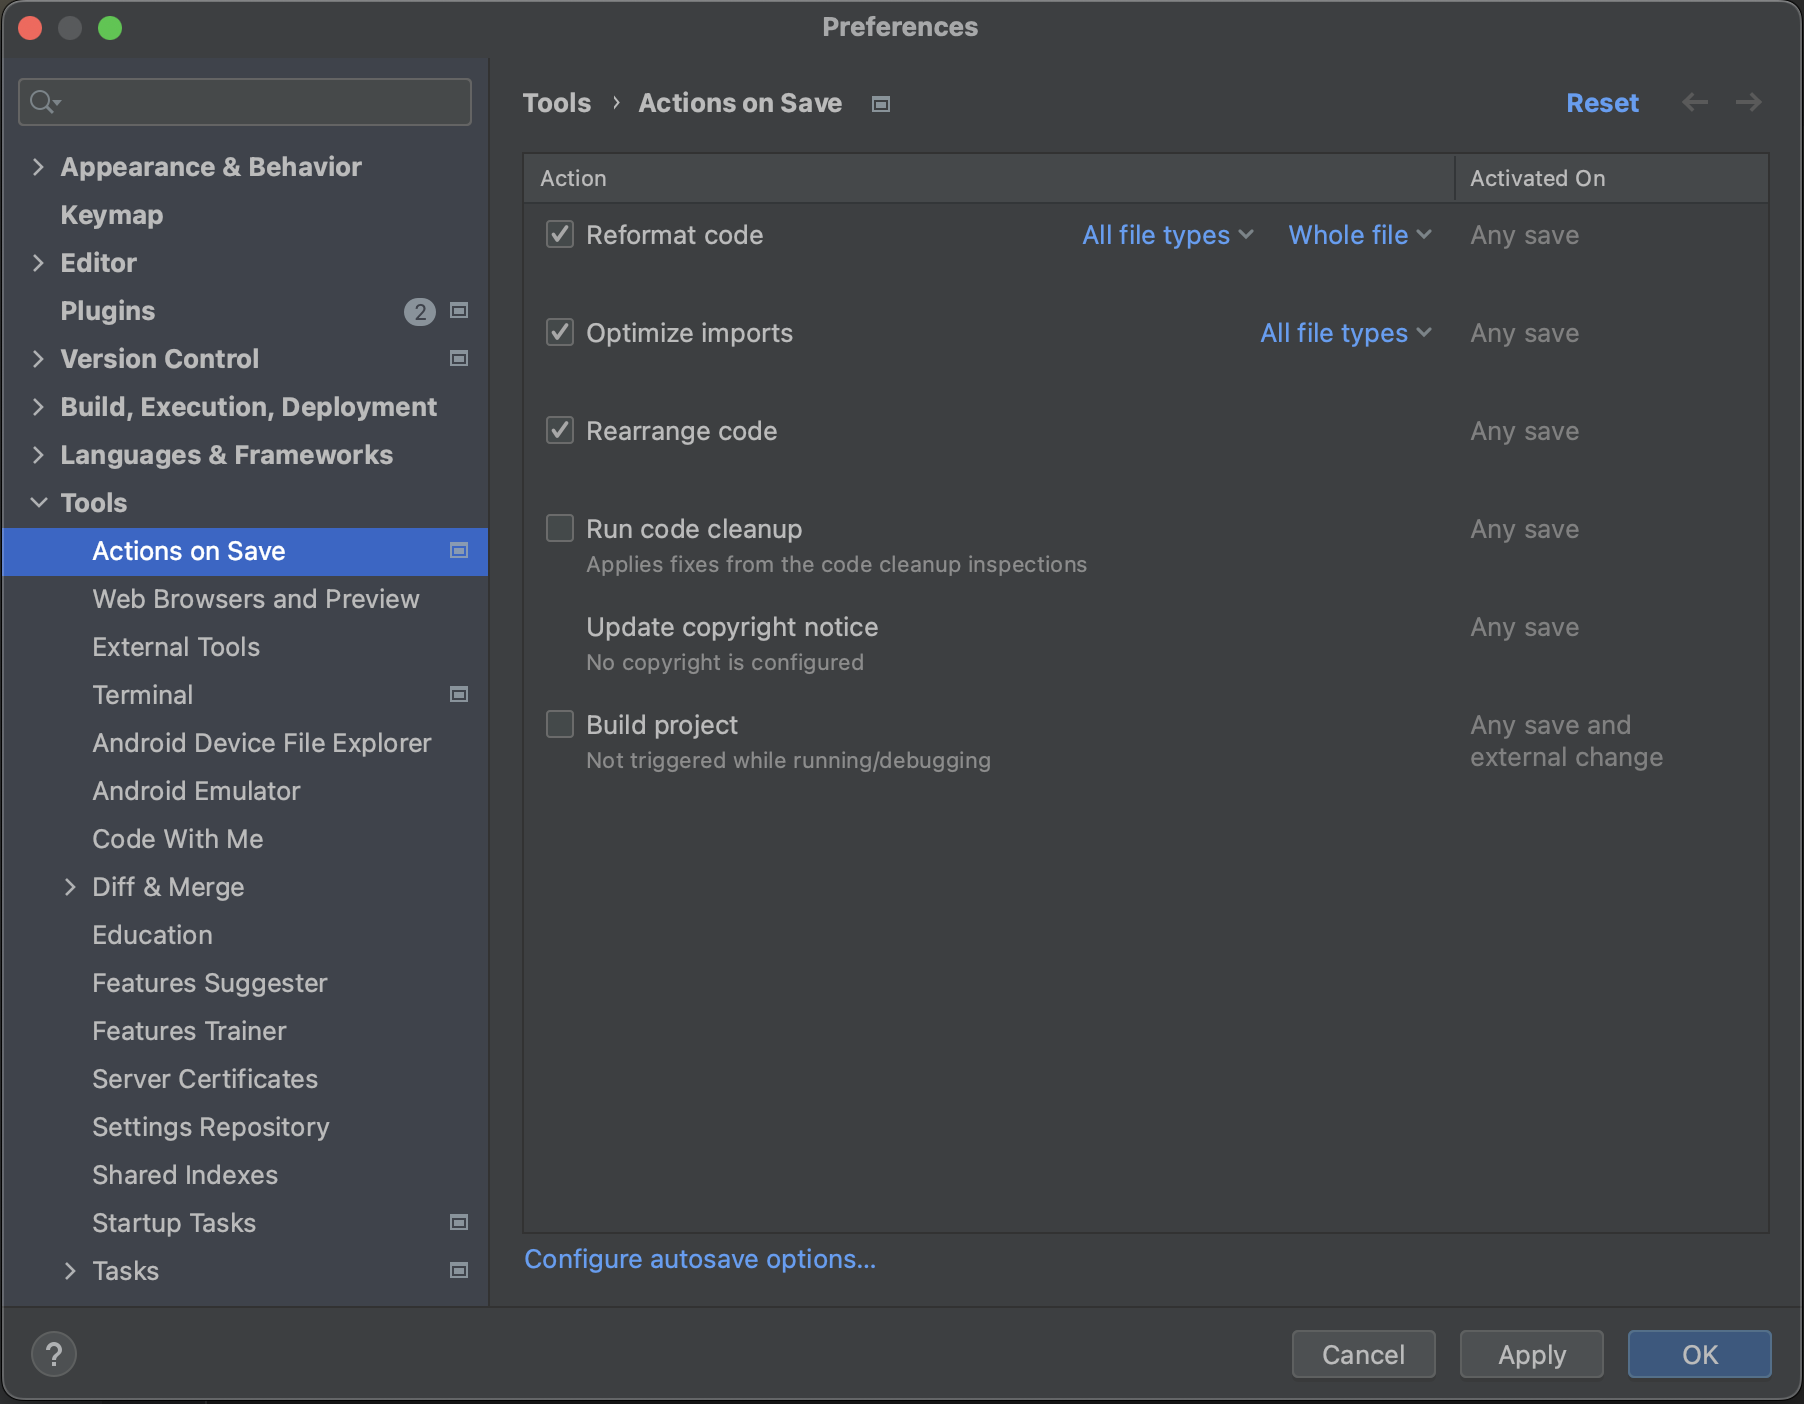 Preferences
Tools › Actions on Save
Reset
Appearance & Behavior
Keymap
Editor
Plugins 2
Version Control
Build, Execution, Deployment
Languages & Frameworks
Tools
Actions on Save
Web Browsers and Preview
External Tools
Terminal
Android Device File Explorer
Android Emulator
Code With Me
Diff & Merge
Education
Features Suggester
Features Trainer
Server Certificates
Settings Repository
Shared Indexes
Startup Tasks
Tasks
Action Activated On
Reformat code All file types Whole file Any save
Optimize imports All file types Any save
Rearrange code Any save
Run code cleanup Any save
Applies fixes from the code cleanup inspections
Update copyright notice Any save
No copyright is configured
Build project Any save and
Not triggered while running/debugging external change
Configure autosave options...
? Cancel Apply OK